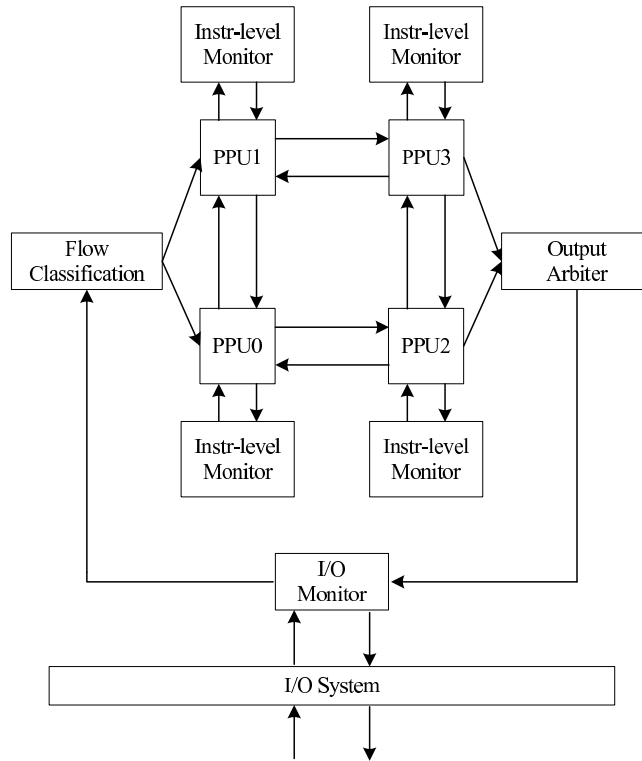 Instr-level
Monitor
Instr-level
Monitor
PPU1
PPU3
Flow
Classification
Output
Arbiter
PPU0
PPU2
Instr-level
Monitor
Instr-level
Monitor
I/O
Monitor
I/O System